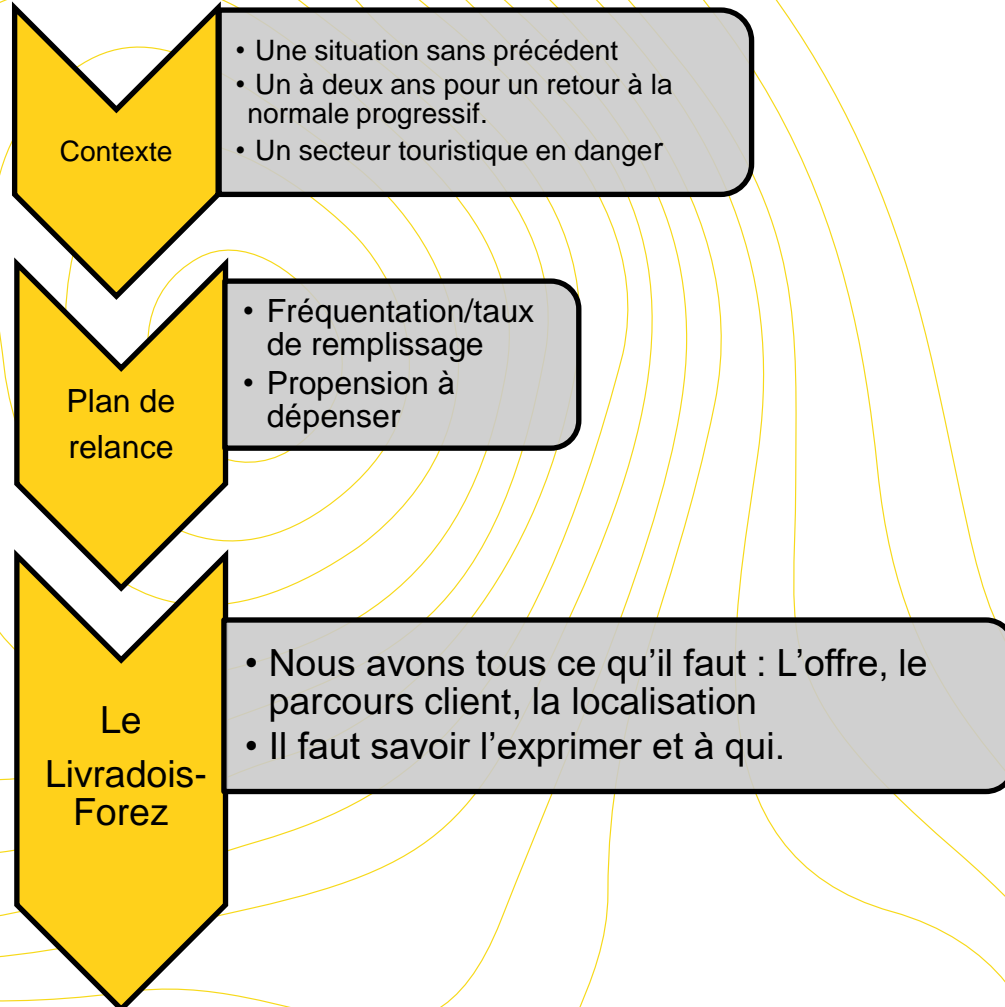 Contexte
• Une situation sans précédent
• Un à deux ans pour un retour à la
normale progressif.
• Un secteur touristique en danger
Plan de
relance
• Fréquentation/taux
de remplissage
• Propension à
dépenser
Le
Livradois-
Forez
• Nous avons tous ce qu’il faut : L’offre, le
parcours client, la localisation
• Il faut savoir l’exprimer et à qui.